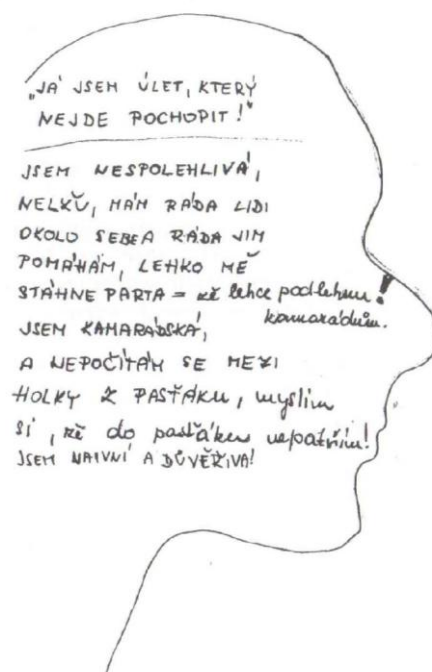 „JÁ JSEM ÚLET, KTERÝ
NEJDE POCHOPIT!“
JSEM NESPOLEHLIVÁ,
NELŽU, MÁM RÁDA LIDI
OKOLO SEBE A RÁDA JIM
POMÁHÁM, LEHKO MĚ
STÁHNE PARTA = že lehce podlehnu
kamarádům.!
JSEM KAMARÁDSKÁ,
A NEPOČÍTÁM SE MEZI
HOLKY Z PASŤÁKU, myslím
SI, že do pasťáku nepatřím!
JSEM NAIVNÍ A DŮVĚŘIVÁ!